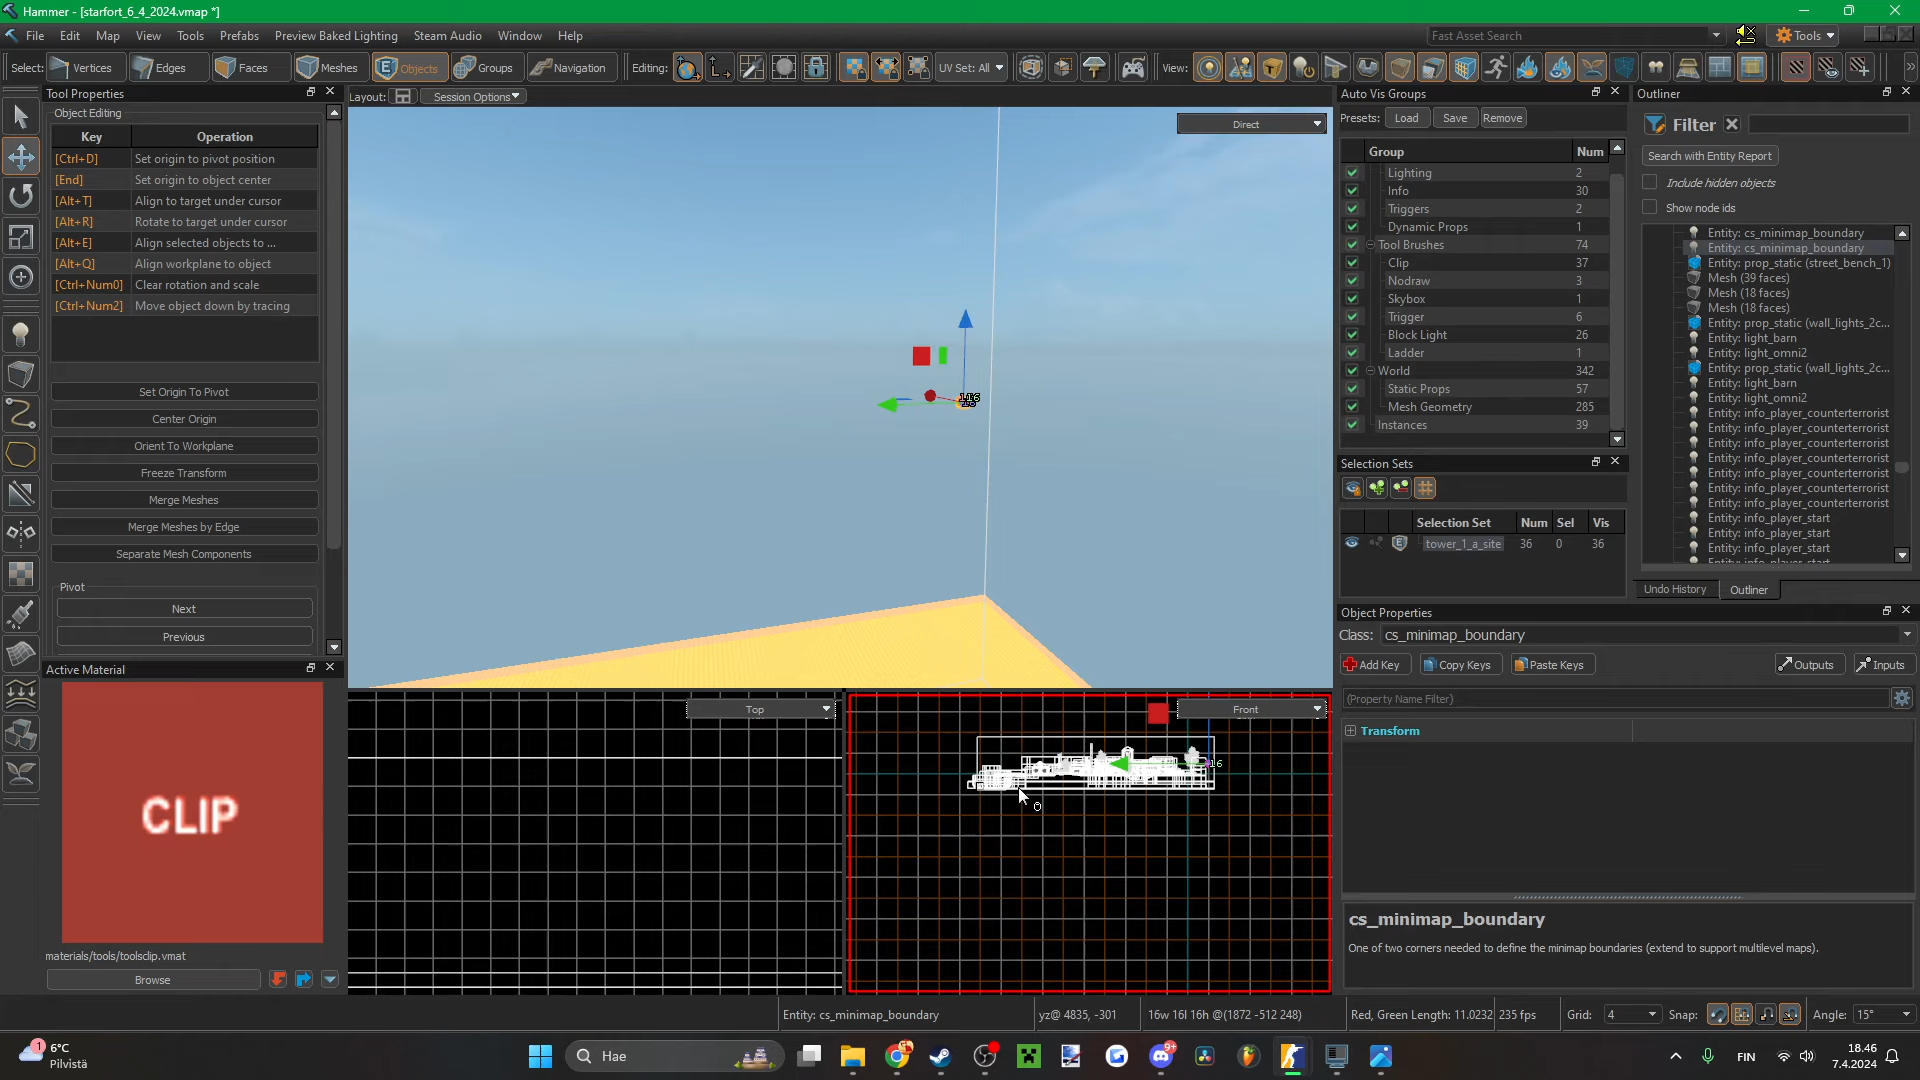 Hammer - [starfort_6_4_2024.vmap *]
File Edit Map View Tools Prefabs Preview Baked Lighting Steam Audio Window Help
Fast Asset Search
Tools
Select: Vertices Edges Faces Meshes Objects Groups Navigation Editing: UV Set: All View:
Tool Properties
Object Editing
Key Operation
[Ctrl+D] Set origin to pivot position
[End] Set origin to object center
[Alt+T] Align to target under cursor
[Alt+R] Rotate to target under cursor
[Alt+E] Align selected objects to ...
[Alt+Q] Align workplane to object
[Ctrl+Num0] Clear rotation and scale
[Ctrl+Num2] Move object down by tracing
Set Origin To Pivot
Center Origin
Orient To Workplane
Freeze Transform
Merge Meshes
Merge Meshes by Edge
Separate Mesh Components
Pivot
Next
Previous
Active Material
CLIP
materials/tools/toolsclip.vmat
Browse
Layout: Session Options
Direct
Top
Front
16
0
Auto Vis Groups
Presets: Load Save Remove
Group Num
Lighting 2
Info 30
Triggers 2
Dynamic Props 1
Tool Brushes 74
Clip 37
Nodraw 3
Skybox 1
Trigger 6
Block Light 26
Ladder 1
World 342
Static Props 57
Mesh Geometry 285
Instances 39
Selection Sets
Selection Set Num Sel Vis
tower_1_a_site 36 0 36
Outliner
Filter
Search with Entity Report
Include hidden objects
Show node ids
Entity: cs_minimap_boundary
Entity: cs_minimap_boundary
Entity: prop_static (street_bench_1)
Mesh (39 faces)
Mesh (18 faces)
Mesh (18 faces)
Entity: prop_static (wall_lights_2c...
Entity: light_barn
Entity: light_omni2
Entity: prop_static (wall_lights_2c...
Entity: light_barn
Entity: light_omni2
Entity: info_player_counterterrorist
Entity: info_player_counterterrorist
Entity: info_player_counterterrorist
Entity: info_player_counterterrorist
Entity: info_player_counterterrorist
Entity: info_player_counterterrorist
Entity: info_player_counterterrorist
Entity: info_player_start
Entity: info_player_start
Entity: info_player_start
Undo History Outliner
Object Properties
Class: cs_minimap_boundary
Add Key Copy Keys Paste Keys Outputs Inputs
(Property Name Filter)
Transform
cs_minimap_boundary
One of two corners needed to define the minimap boundaries (extend to support multilevel maps).
Entity: cs_minimap_boundary yz@ 4835, -301 16w 16l 16h @(1872 -512 248) Red, Green Length: 11.0232 235 fps Grid: 4 Snap: Angle: 15°
1
6°C
Pilvistä
Hae
9+
FIN
18.46
7.4.2024